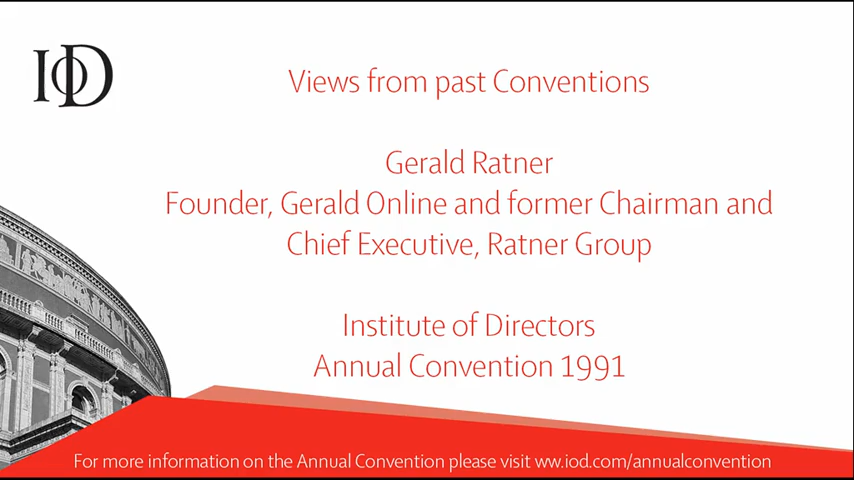 IOD
Views from past Conventions
Gerald Ratner
Founder, Gerald Online and former Chairman and
Chief Executive, Ratner Group
Institute of Directors
Annual Convention 1991
For more information on the Annual Convention please visit ww.iod.com/annualconvention